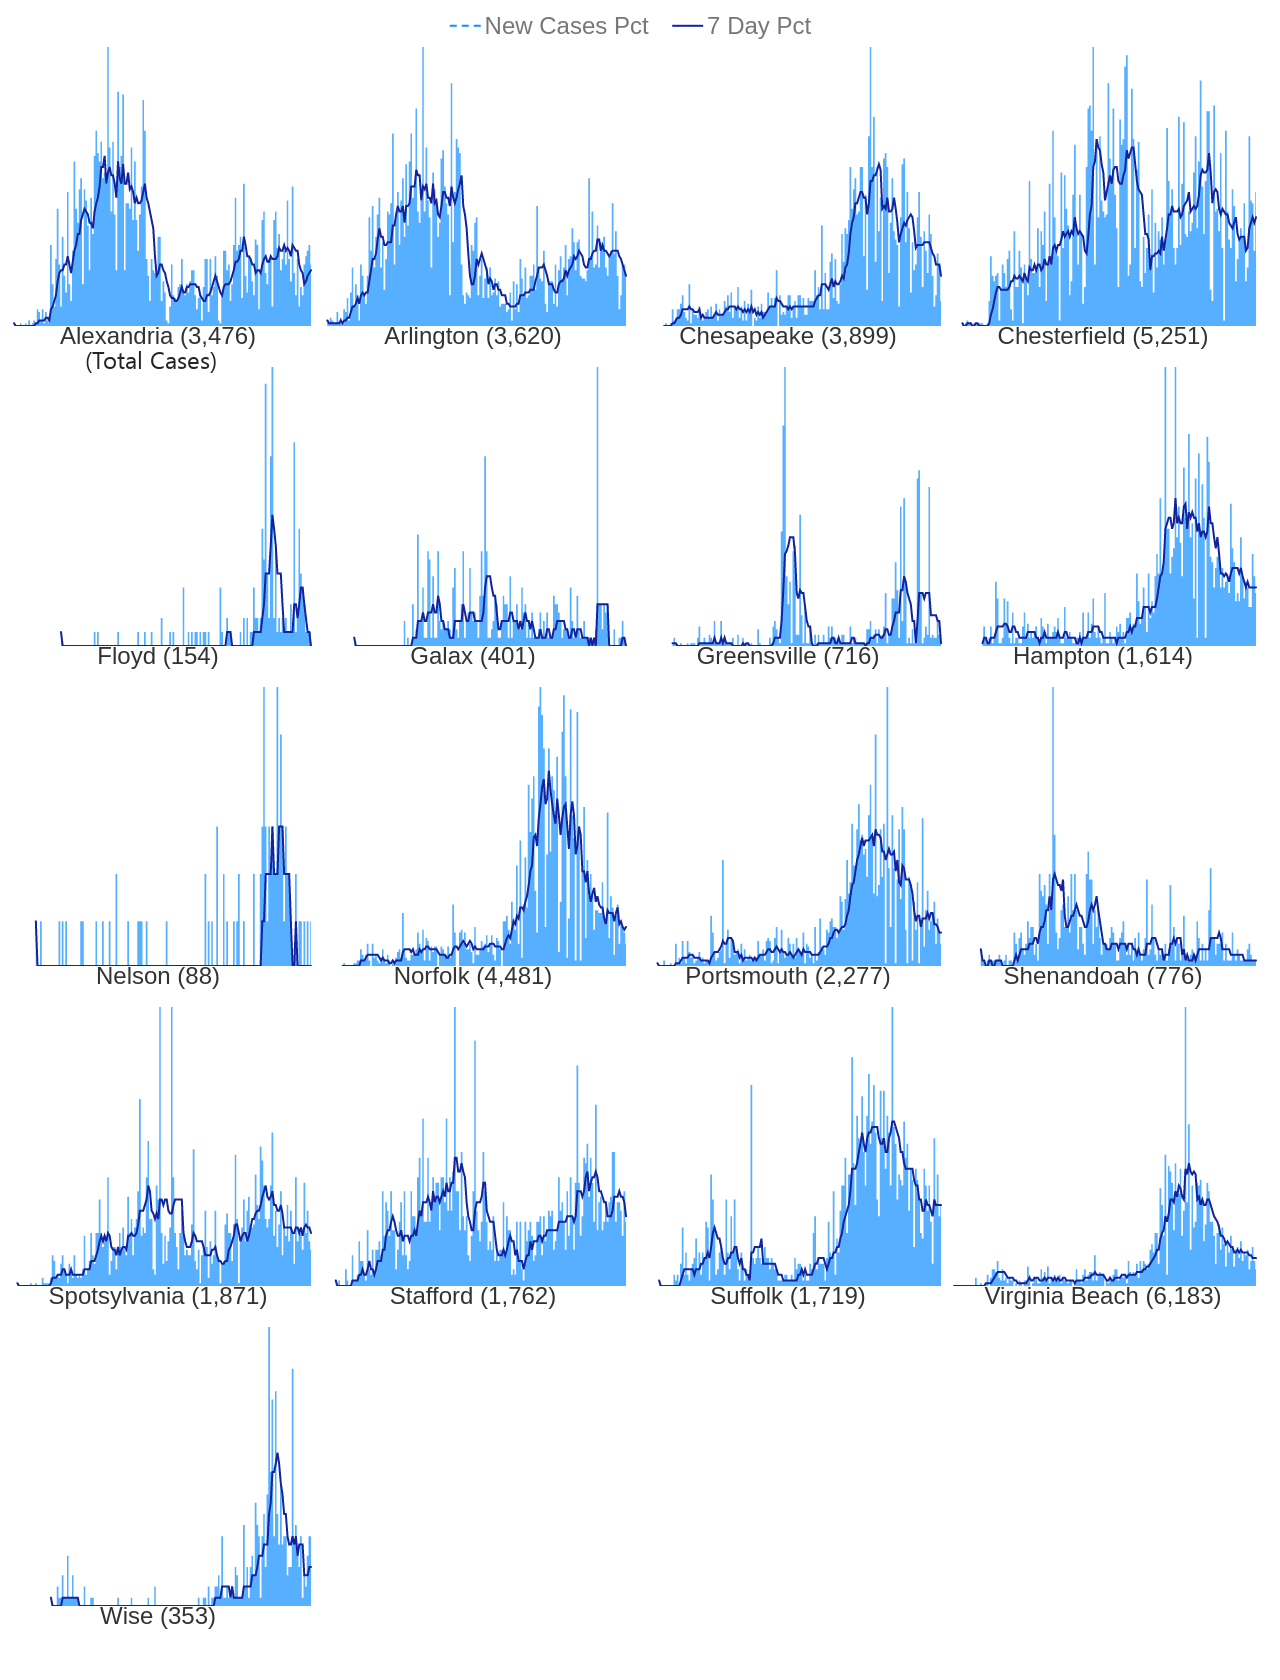 New Cases Pct 7 Day Pct
Alexandria (3,476) Arlington (3,620) Chesapeake (3,899) Chesterfield (5,251)
(Total Cases)
Floyd (154) Galax (401) Greensville (716) Hampton (1,614)
Nelson (88) Norfolk (4,481) Portsmouth (2,277) Shenandoah (776)
Spotsylvania (1,871) Stafford (1,762) Suffolk (1,719) Virginia Beach (6,183)
Wise (353)